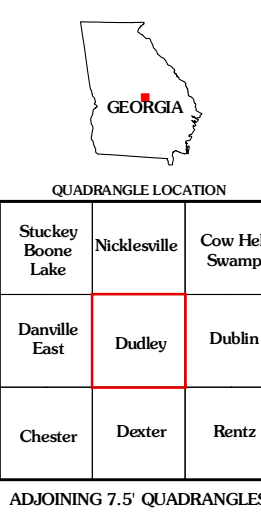 GEORGIA
QUADRANGLE LOCATION
Stuckey
Boone
Lake
Nicklesville
Cow
Swamp
Danville
East
Dudley
Dublin
Chester
Dexter
Rentz
ADJOINING 7.5' QUADRANGLES